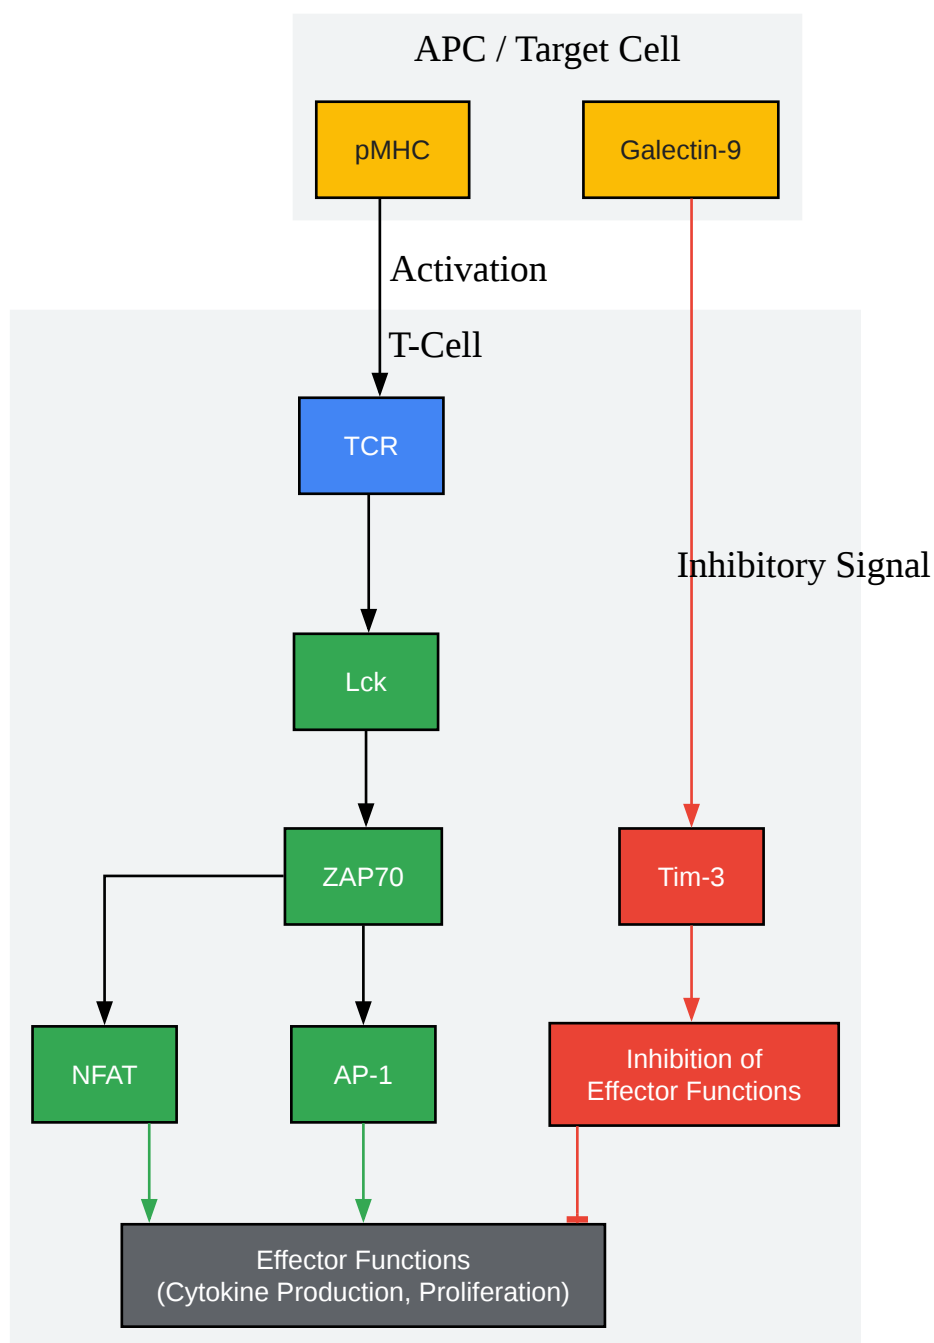 APC / Target Cell
pMHC
Galectin-9
Activation
T-Cell
TCR
Inhibitory Signal
Lck
ZAP70
Tim-3
NFAT
AP-1
Inhibition of
Effector Functions
Effector Functions
(Cytokine Production, Proliferation)